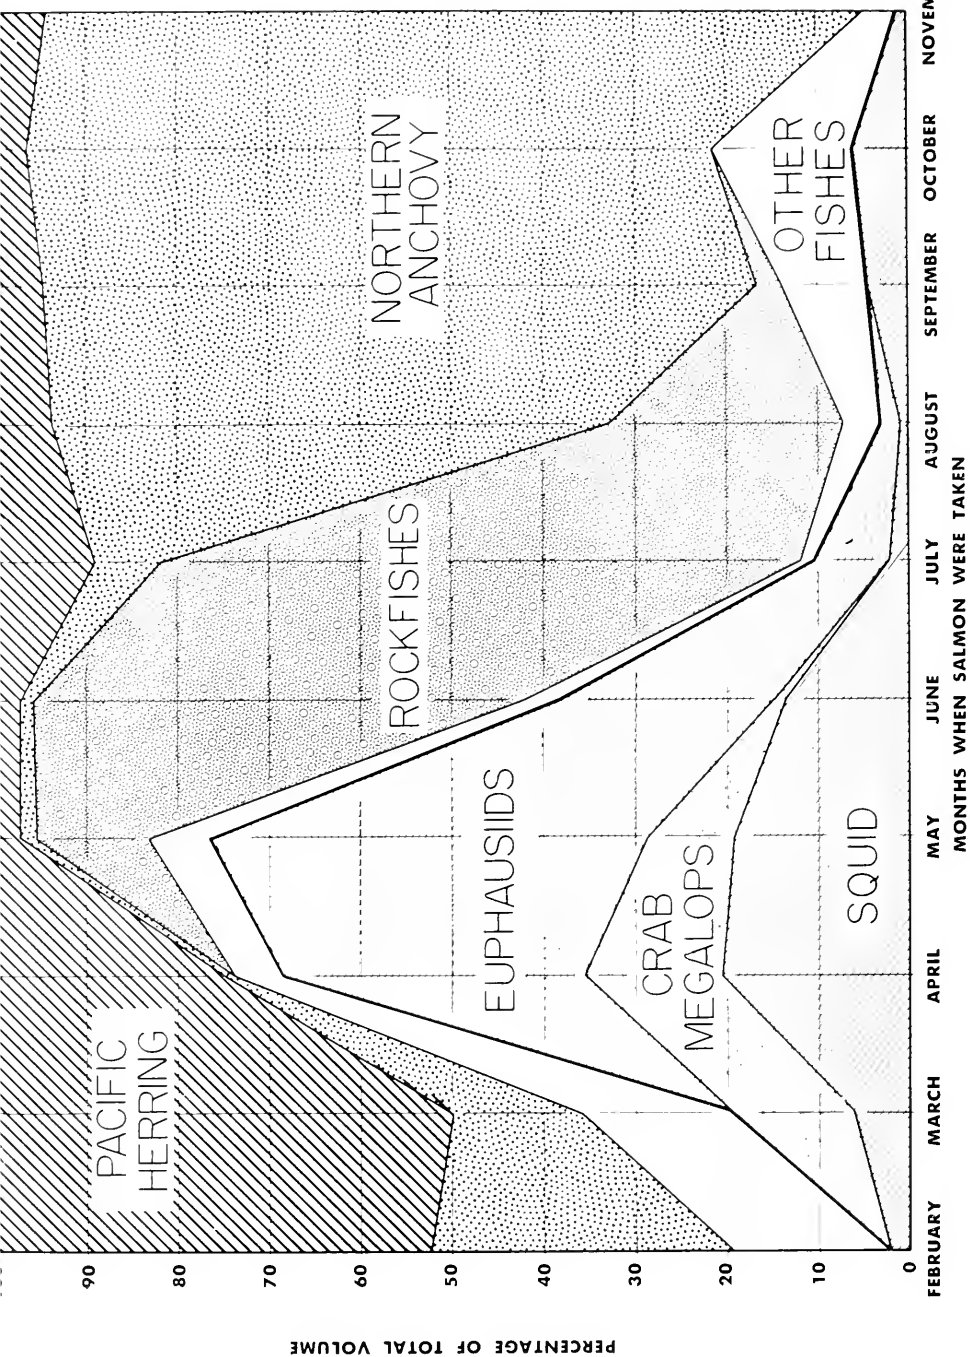 PERCENTAGE OF TOTAL VOLUME
90
80
70
60
50
40
30
20
10
0
PACIFIC
HERRING
NORTHERN
ANCHOVY
ROCKFISHES
EUPHAUSIIDS
CRAB
MEGALOPS
OTHER
FISHES
SQUID
FEBRUARY MARCH APRIL MAY JUNE JULY AUGUST SEPTEMBER OCTOBER NOVEM
MONTHS WHEN SALMON WERE TAKEN